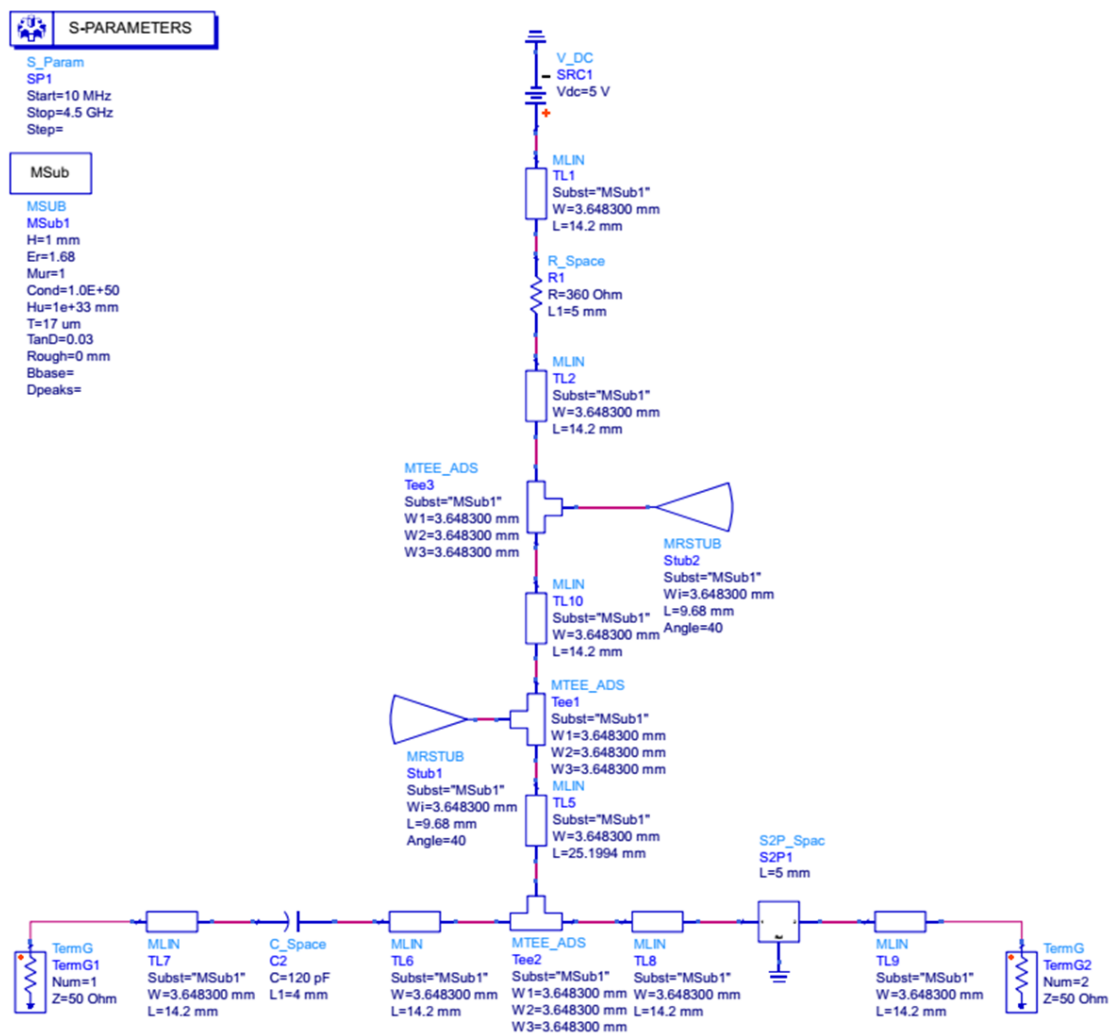 S-PARAMETERS
S_Param
SP1
Start=10 MHz
Stop=4.5 GHz
Step=
MSub
MSUB
MSub1
H=1 mm
Er=1.68
Mur=1
Cond=1.0E+50
Hu=1e+33 mm
T=17 um
TanD=0.03
Rough=0 mm
Bbase=
Dpeaks=
V_DC
SRC1
Vdc=5 V
MLIN
TL1
Subst="MSub1"
W=3.648300 mm
L=14.2 mm
R_Space
R1
R=360 Ohm
L1=5 mm
MLIN
TL2
Subst="MSub1"
W=3.648300 mm
L=14.2 mm
MTEE_ADS
Tee3
Subst="MSub1"
W1=3.648300 mm
W2=3.648300 mm
W3=3.648300 mm
MRSTUB
Stub2
Subst="MSub1"
Wi=3.648300 mm
L=9.68 mm
Angle=40
MLIN
TL10
Subst="MSub1"
W=3.648300 mm
L=14.2 mm
MTEE_ADS
Tee1
Subst="MSub1"
W1=3.648300 mm
W2=3.648300 mm
W3=3.648300 mm
MRSTUB
Stub1
Subst="MSub1"
Wi=3.648300 mm
L=9.68 mm
Angle=40
MLIN
TL5
Subst="MSub1"
W=3.648300 mm
L=25.1994 mm
S2P_Spac
S2P1
L=5 mm
TermG
TermG1
Num=1
Z=50 Ohm
MLIN
TL7
Subst="MSub1"
W=3.648300 mm
L=14.2 mm
C_Space
C2
C=120 pF
L1=4 mm
MLIN
TL6
Subst="MSub1"
W=3.648300 mm
L=14.2 mm
MTEE_ADS
Tee2
Subst="MSub1"
W1=3.648300 mm
W2=3.648300 mm
W3=3.648300 mm
MLIN
TL8
Subst="MSub1"
W=3.648300 mm
L=14.2 mm
MLIN
TL9
Subst="MSub1"
W=3.648300 mm
L=14.2 mm
TermG
TermG2
Num=2
Z=50 Ohm